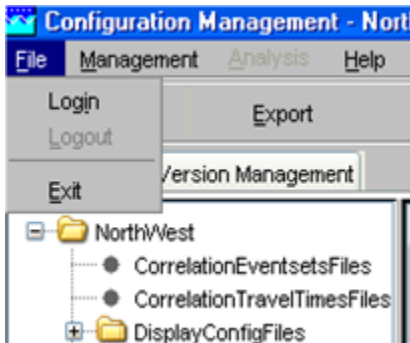 Configuration Management - Nort
File Management Analysis Help
Login
Export
Logout
Version Management
Exit
NorthWest
CorrelationEventsetsFiles
CorrelationTravelTimesFiles
DisplayConfigFiles